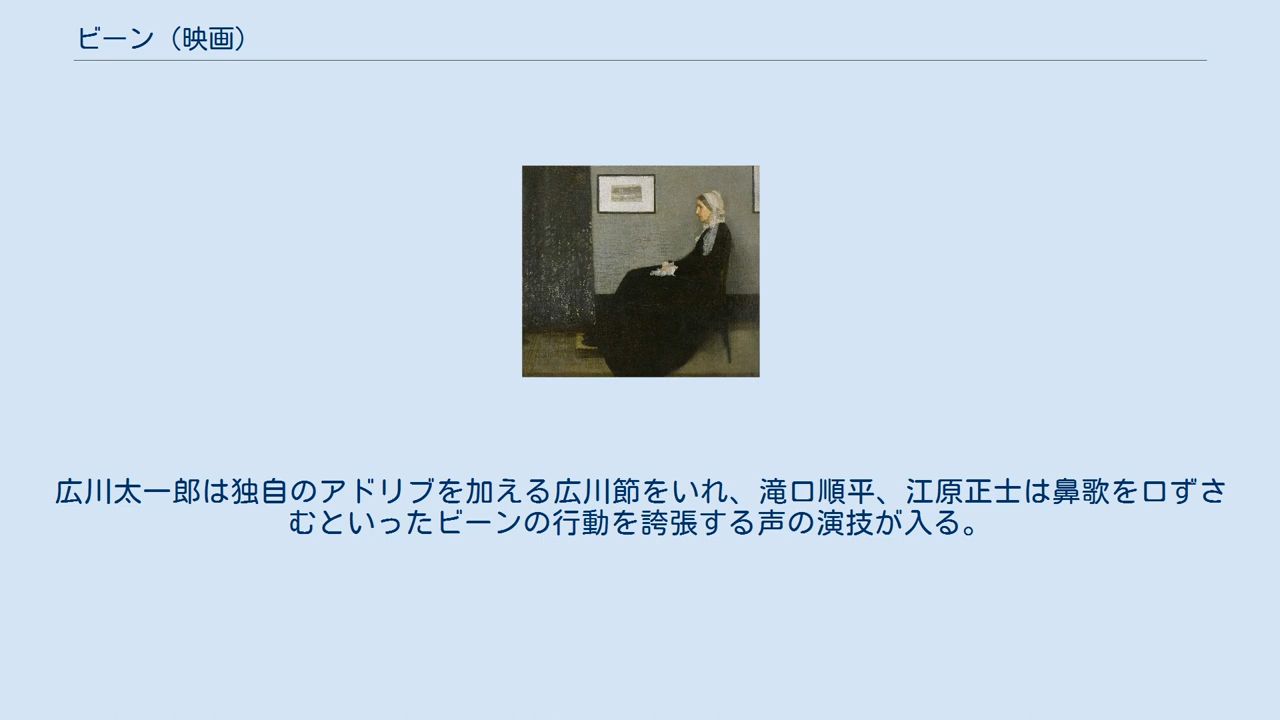 ビーン（映画）
広川太一郎は独自のアドリブを加える広川節をいれ、滝口順平、江原正士は鼻歌を口ずさ
むといったビーンの行動を誇張する声の演技が入る。